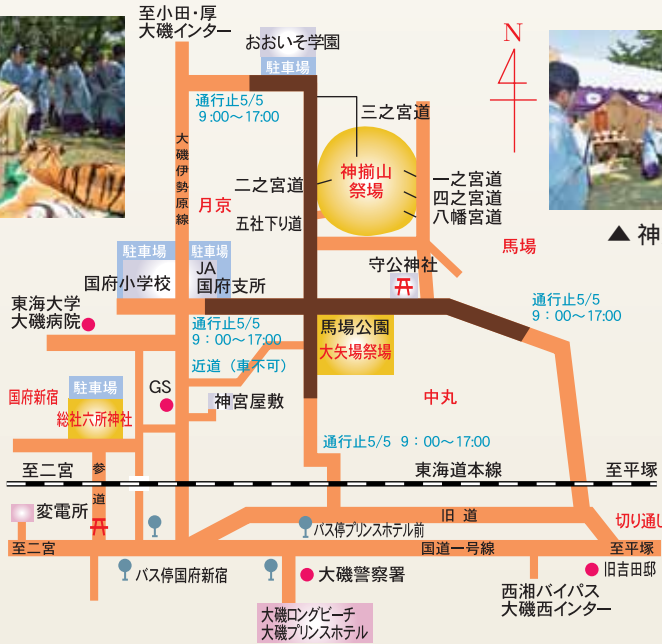 至小田・厚
大磯インター
おおいそ学園
駐車場
N
通行止5/5
9:00〜17:00
三之宮道
大磯伊勢原線
神揃山
祭場
二之宮道
月京
一之宮道
四之宮道
八幡宮道
五社下り道
▲神
馬場
駐車場
駐車場
国府小学校
JA
国府支所
守公神社
東海大学
大磯病院
通行止5/5
9：00〜17:00
通行止5/5
9：00〜17:00
馬場公園
大矢場祭場
近道（車不可）
駐車場
GS
国府新宿
総社六所神社
神宮屋敷
中丸
通行止5/5 9：00〜17:00
至二宮
参道
東海道本線
至平塚
変電所
旧道
切り通し
バス停プリンスホテル前
至二宮
国道一号線
至平塚
バス停国府新宿
大磯警察署
旧吉田邸
西湘バイパス
大磯西インター
大磯ロングビーチ
大磯プリンスホテル